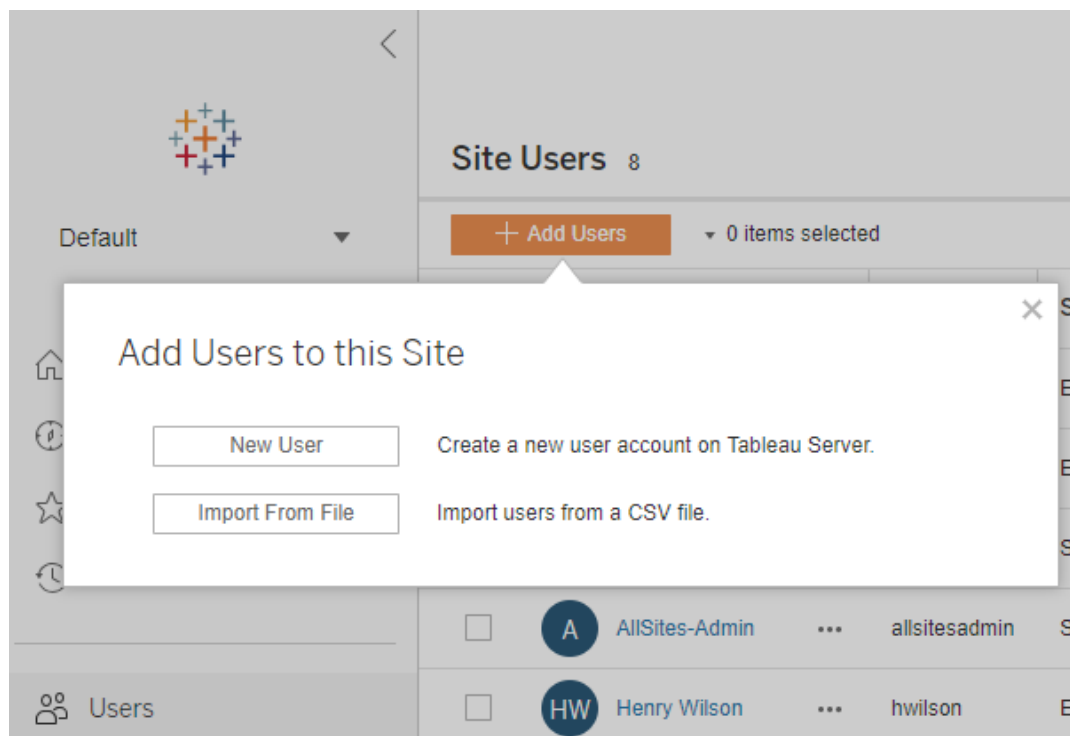 Site Users 8
Default
+ Add Users
0 items selected
Add Users to this Site
New User
Create a new user account on Tableau Server.
Import From File
Import users from a CSV file.
A AllSites-Admin ... allsitesadmin
HW Henry Wilson ... hwilson
Users